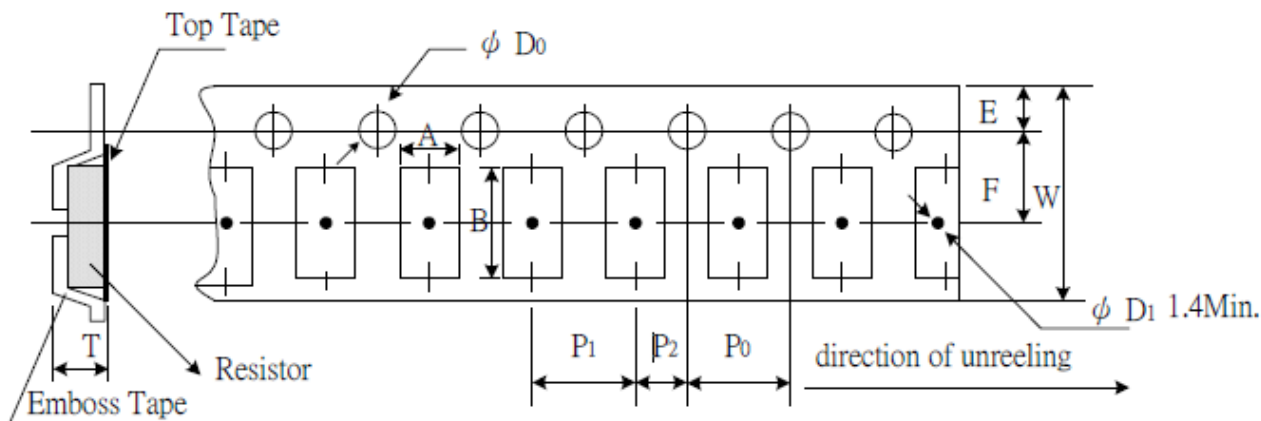 Top Tape
ϕ D0
E
A
F
W
B
ϕ D1 1.4Min.
T
P1
P2
P0
direction of unreeling
Resistor
Emboss Tape